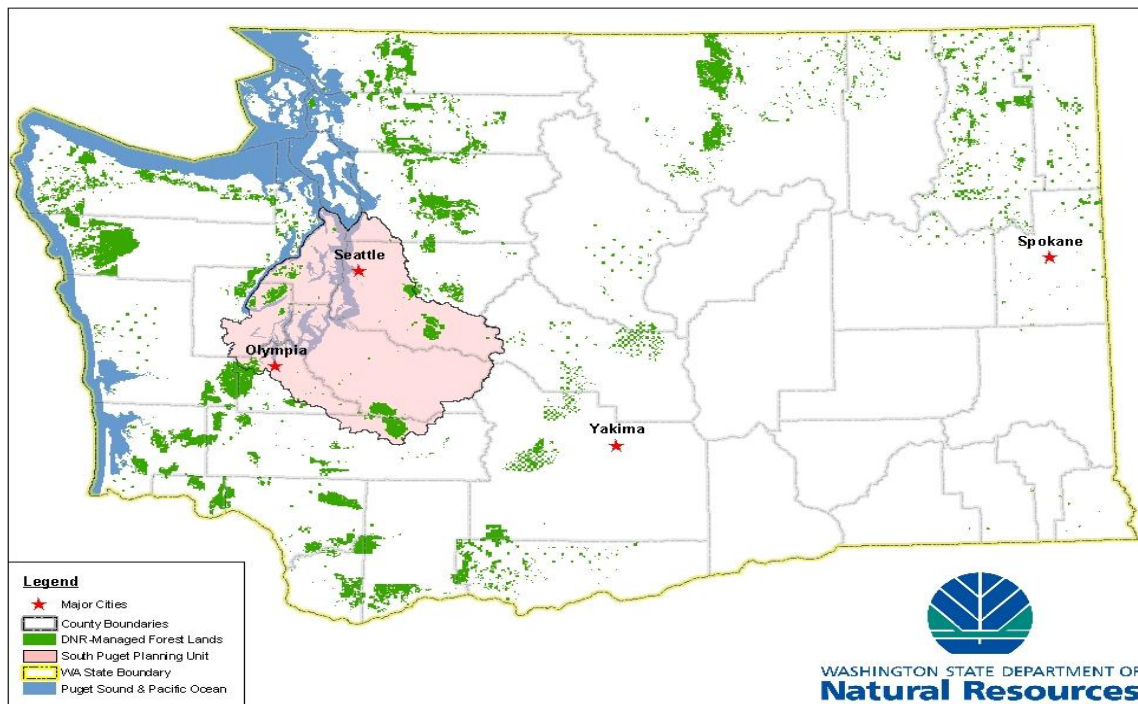 Seattle
Spokane
Olympia
Yakima
Legend
Major Cities
County Boundaries
DNR-Managed Forest Lands
South Puget Planning Unit
WA State Boundary
Puget Sound & Pacific Ocean
WASHINGTON STATE DEPARTMENT OF
Natural Resources